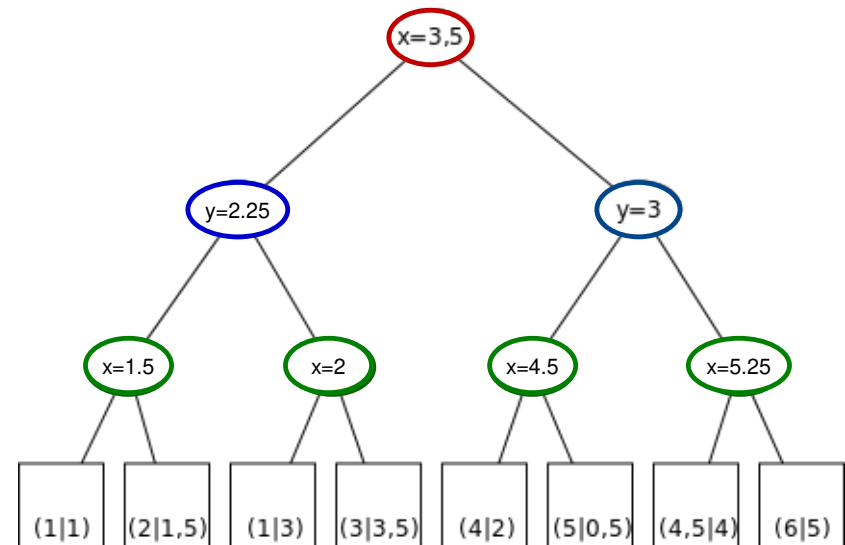 x=3,5
y=2.25
y=3
x=1.5
x=2
x=4.5
x=5.25
(1|1)
(2|1,5)
(1|3)
(3|3,5)
(4|2)
(5|0,5)
(4,5|4)
(6|5)